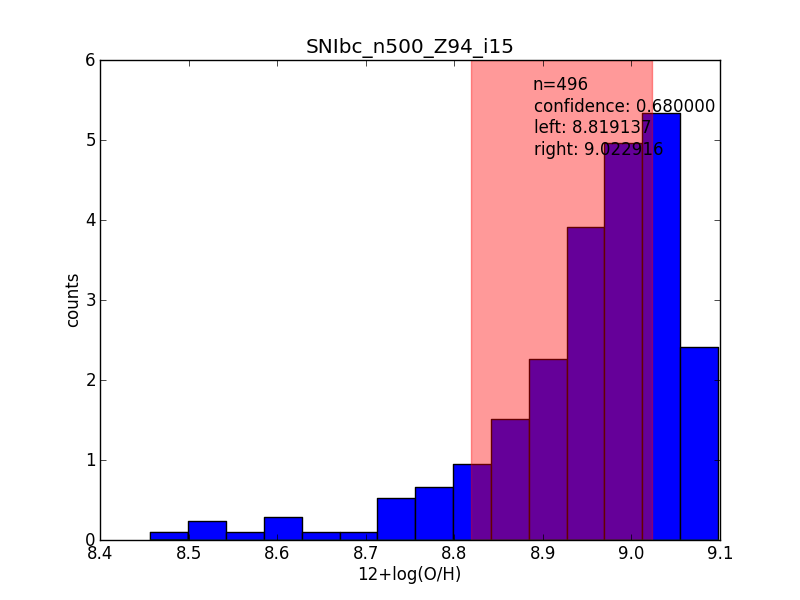 SNIbc_n500_Z94_i15
6
n=496
confidence: 0.680000
left: 8.819137
right: 9.022916
5
4
3
2
1
0
counts
8.4 8.5 8.6 8.7 8.8 8.9 9.0 9.1
12+log(O/H)